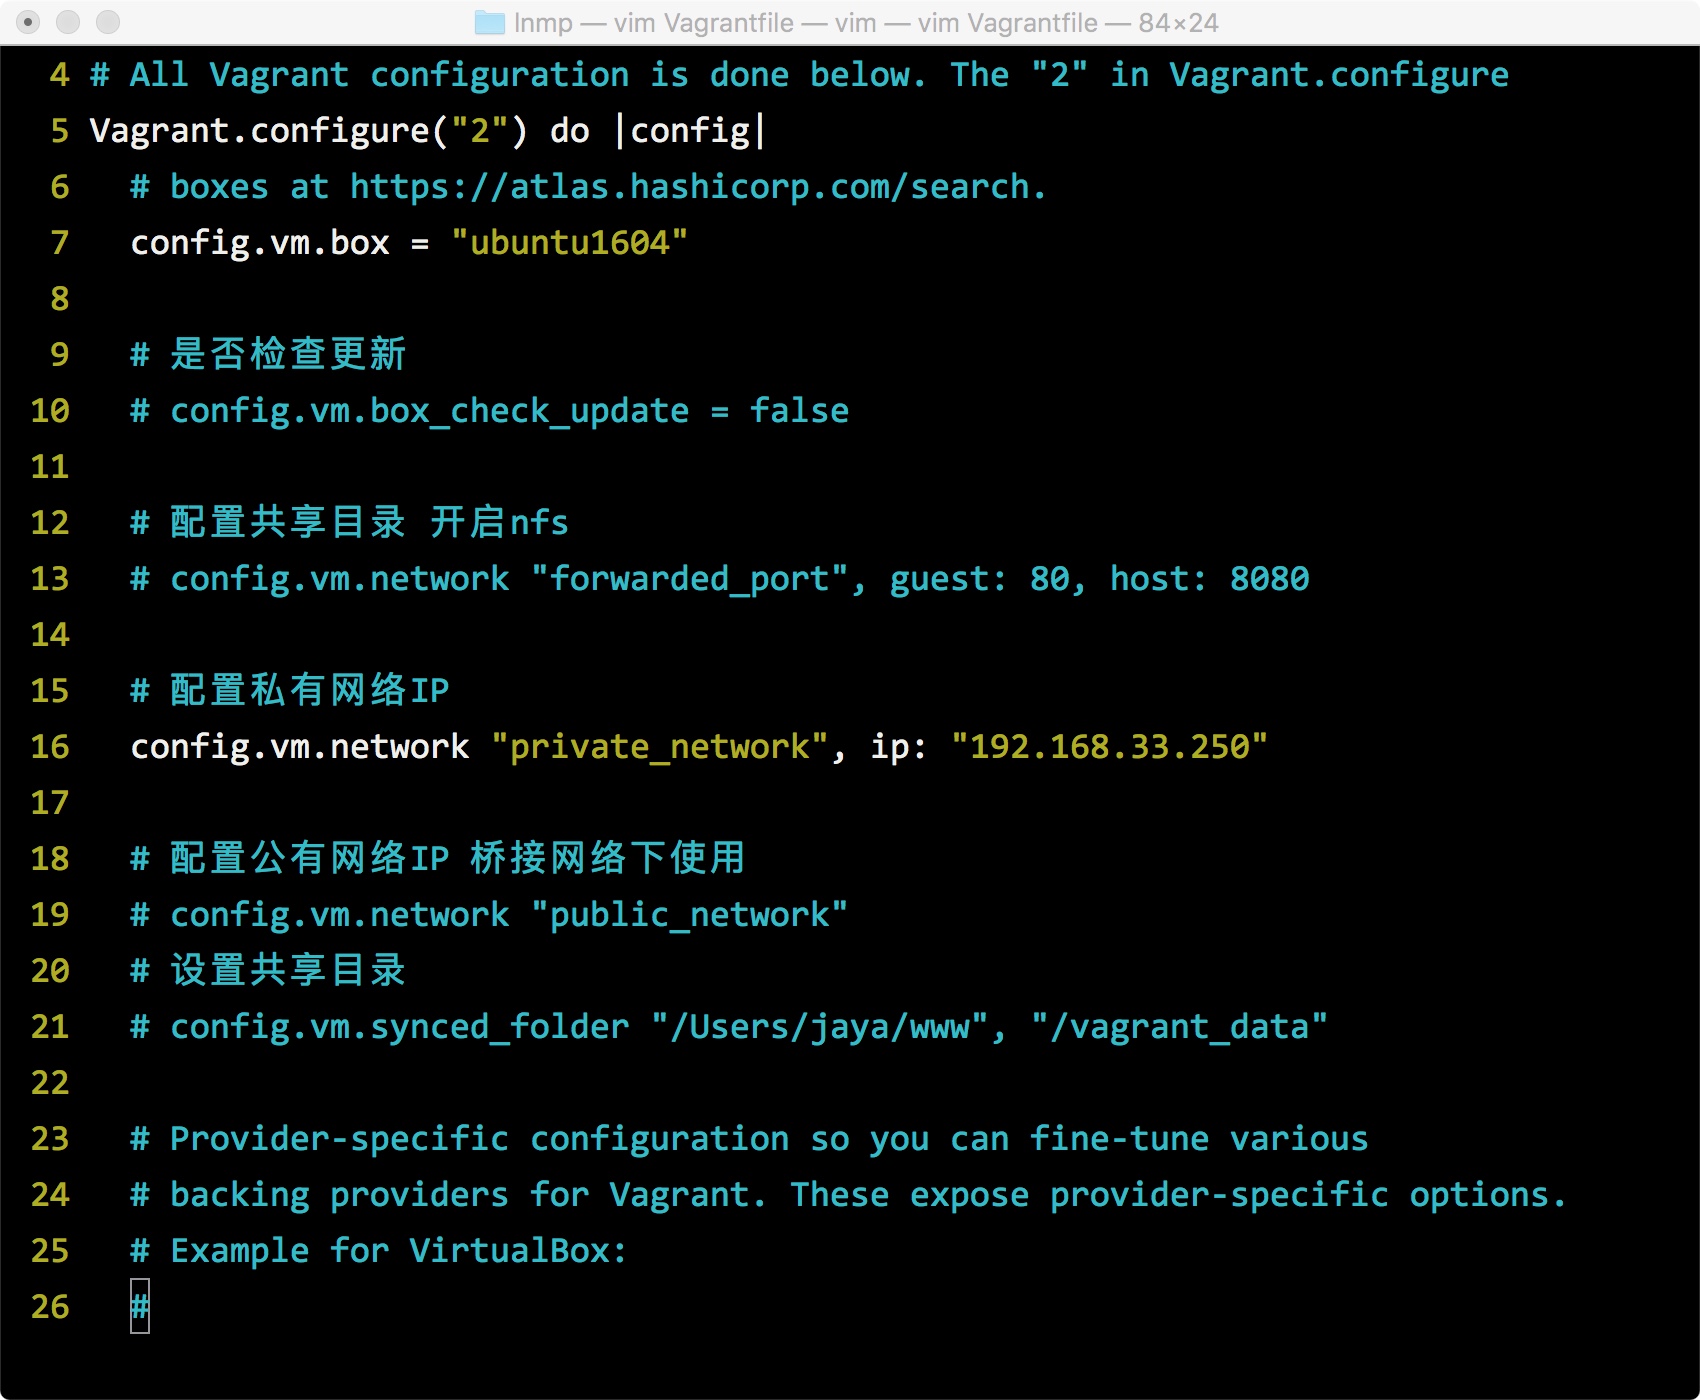 lnmp — vim Vagrantfile — vim — vim Vagrantfile — 84×24
4 # All Vagrant configuration is done below. The "2" in Vagrant.configure
5 Vagrant.configure("2") do |config|
6   # boxes at https://atlas.hashicorp.com/search.
7   config.vm.box = "ubuntu1604"
8
9   # 是否检查更新
10   # config.vm.box_check_update = false
11
12   # 配置共享目录 开启nfs
13   # config.vm.network "forwarded_port", guest: 80, host: 8080
14
15   # 配置私有网络IP
16   config.vm.network "private_network", ip: "192.168.33.250"
17
18   # 配置公有网络IP 桥接网络下使用
19   # config.vm.network "public_network"
20   # 设置共享目录
21   # config.vm.synced_folder "/Users/jaya/www", "/vagrant_data"
22
23   # Provider-specific configuration so you can fine-tune various
24   # backing providers for Vagrant. These expose provider-specific options.
25   # Example for VirtualBox:
26   #